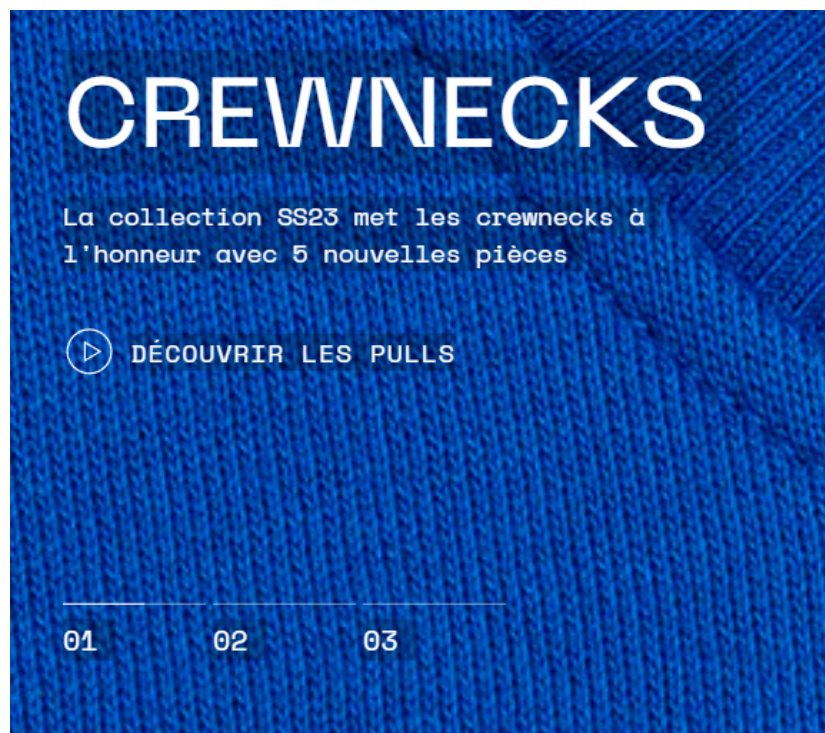 CREWNECKS
La collection SS23 met les crewnecks à
l'honneur avec 5 nouvelles pièces
DÉCOUVRIR LES PULLS
01 02 03